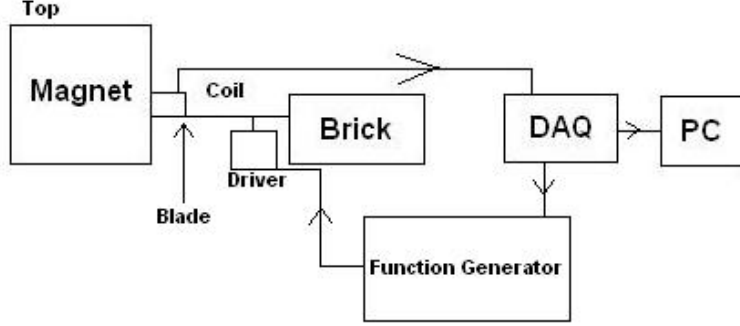 Top
Magnet
Coil
Brick
DAQ
PC
Driver
Blade
Function Generator